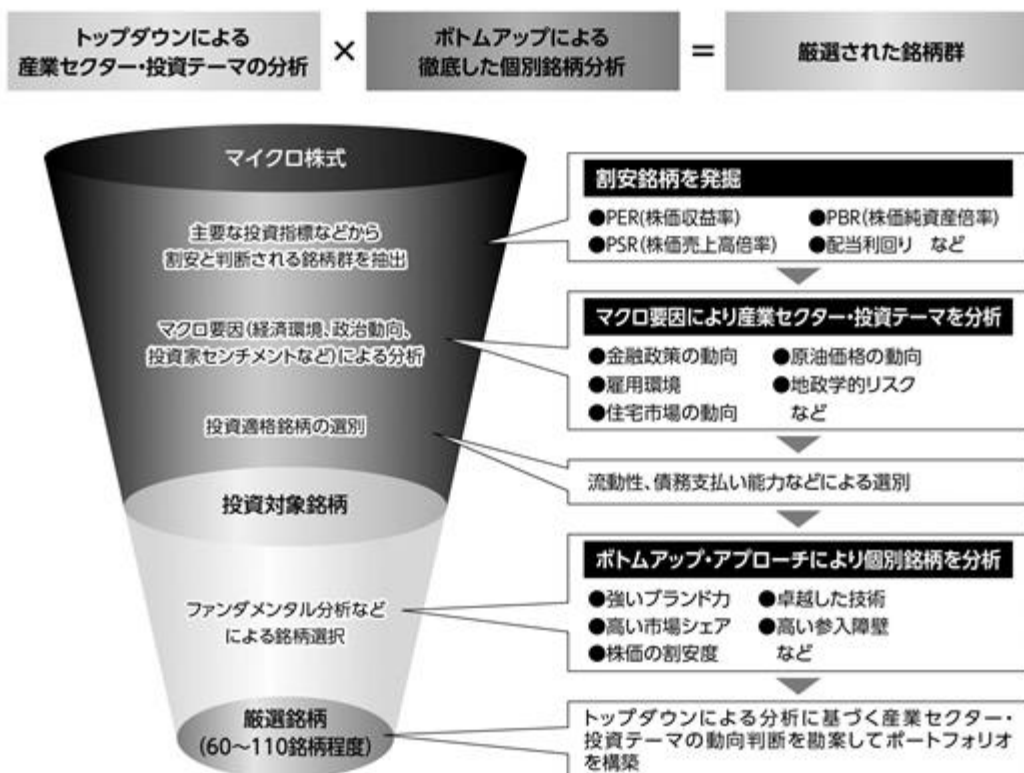 トップダウンによる
産業セクター・投資テーマの分析
×
ボトムアップによる
徹底した個別銘柄分析
=
厳選された銘柄群
マイクロ株式
主要な投資指標などから
割安と判断される銘柄群を抽出
マクロ要因(経済環境、政治動向、
投資家センチメントなど)による分析
投資適格銘柄の選別
投資対象銘柄
ファンダメンタル分析など
による銘柄選択
厳選銘柄
(60～110銘柄程度)
割安銘柄を発掘
●PER(株価収益率) ●PBR(株価純資産倍率)
●PSR(株価売上高倍率) ●配当利回り など
マクロ要因により産業セクター・投資テーマを分析
●金融政策の動向 ●原油価格の動向
●雇用環境 ●地政学的リスク
●住宅市場の動向 など
流動性、債務支払い能力などによる選別
ボトムアップ・アプローチにより個別銘柄を分析
●強いブランド力 ●卓越した技術
●高い市場シェア ●高い参入障壁
●株価の割安度 など
トップダウンによる分析に基づく産業セクター・
投資テーマの動向判断を勘案してポートフォリオ
を構築